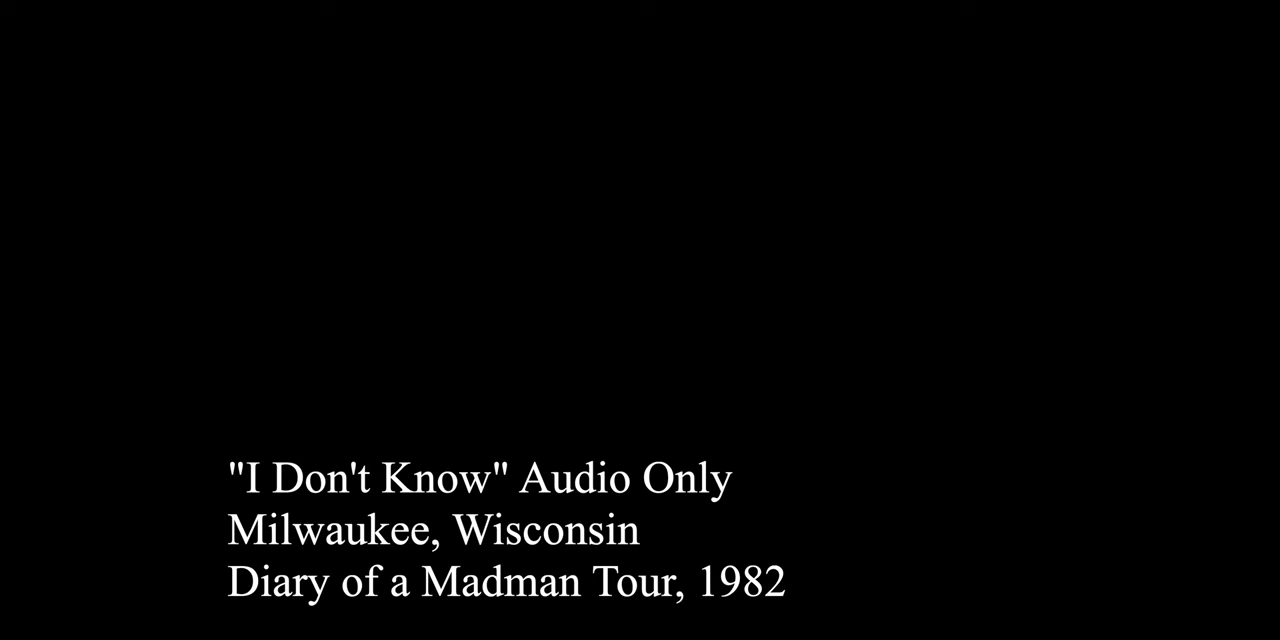 "I Don't Know" Audio Only
Milwaukee, Wisconsin
Diary of a Madman Tour, 1982